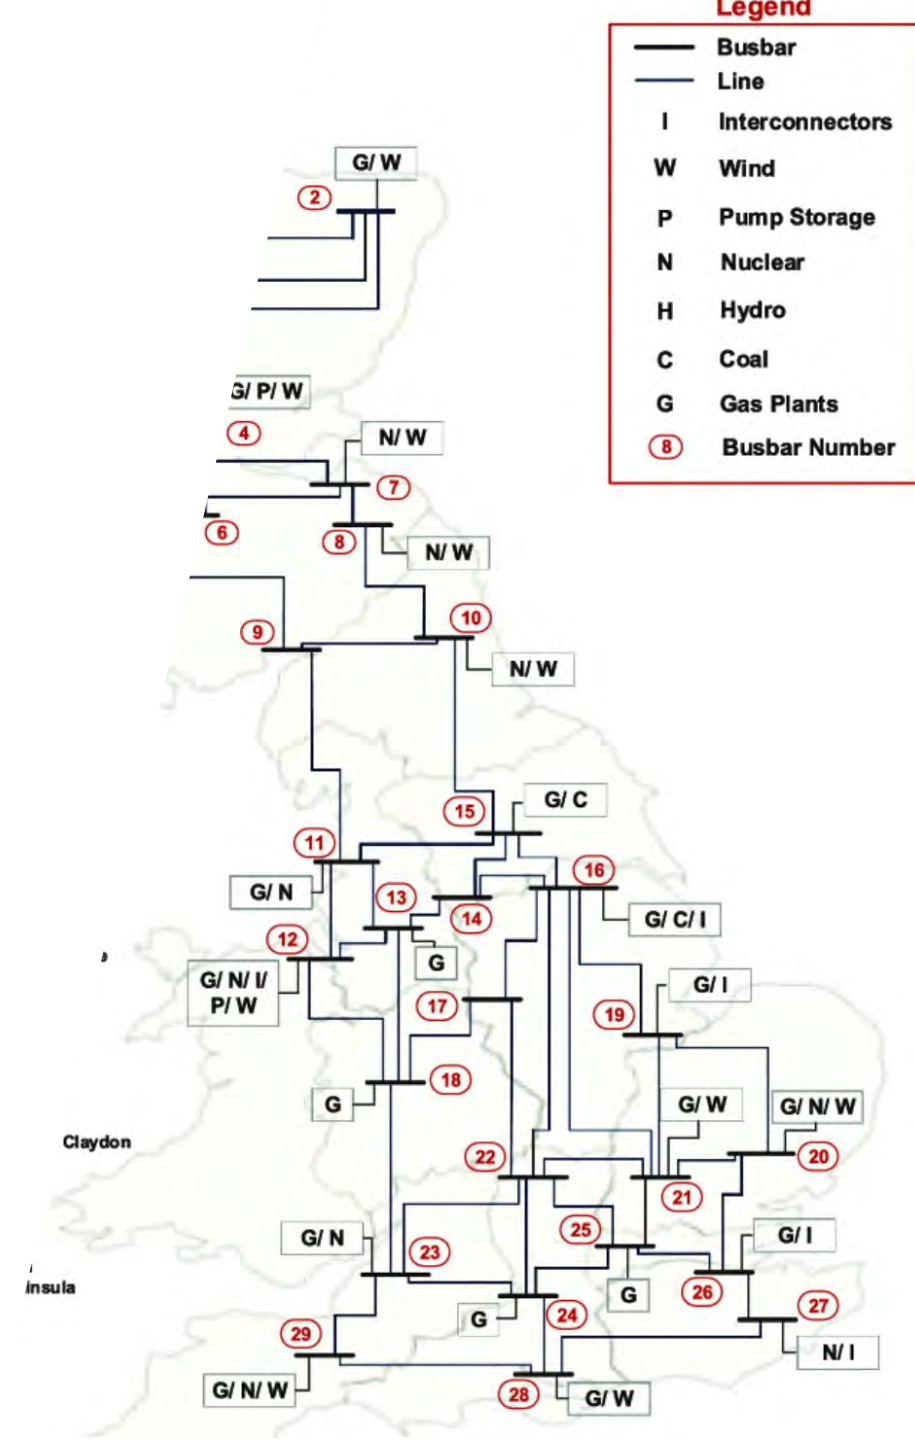 Legend
Busbar
Line
I Interconnectors
W Wind
P Pump Storage
N Nuclear
H Hydro
C Coal
G Gas Plants
8 Busbar Number
G/ W
2
G/ P/ W
4
N/ W
7
6
8
N/ W
9
10
N/ W
G/ C
15
11
16
G/ N
13
14
G/ C/ I
12
G
G/ N/ I/
P/ W
G/ I
17
19
18
G
G/ W
G/ N/ W
Claydon
22
20
21
25
G/ N
G/ I
23
insula
26
G
24
G
27
29
N/ I
G/ N/ W
28
G/ W